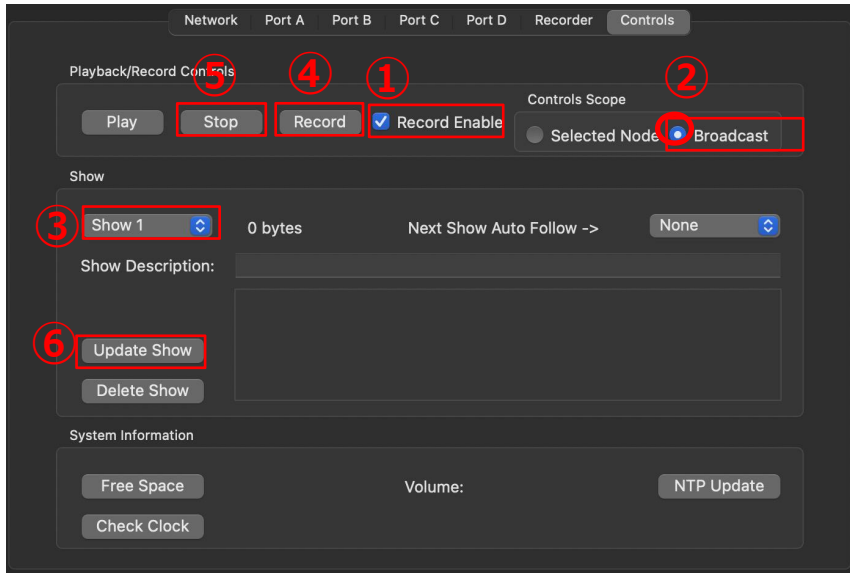 Network Port A Port B Port C Port D Recorder Controls
Playback/Record Controls
⑤ ④ ① ②
Controls Scope
Play Stop Record Record Enable
Selected Node Broadcast
Show
③ Show 1 0 bytes Next Show Auto Follow -> None
Show Description:
⑥ Update Show
Delete Show
System Information
Free Space Volume: NTP Update
Check Clock